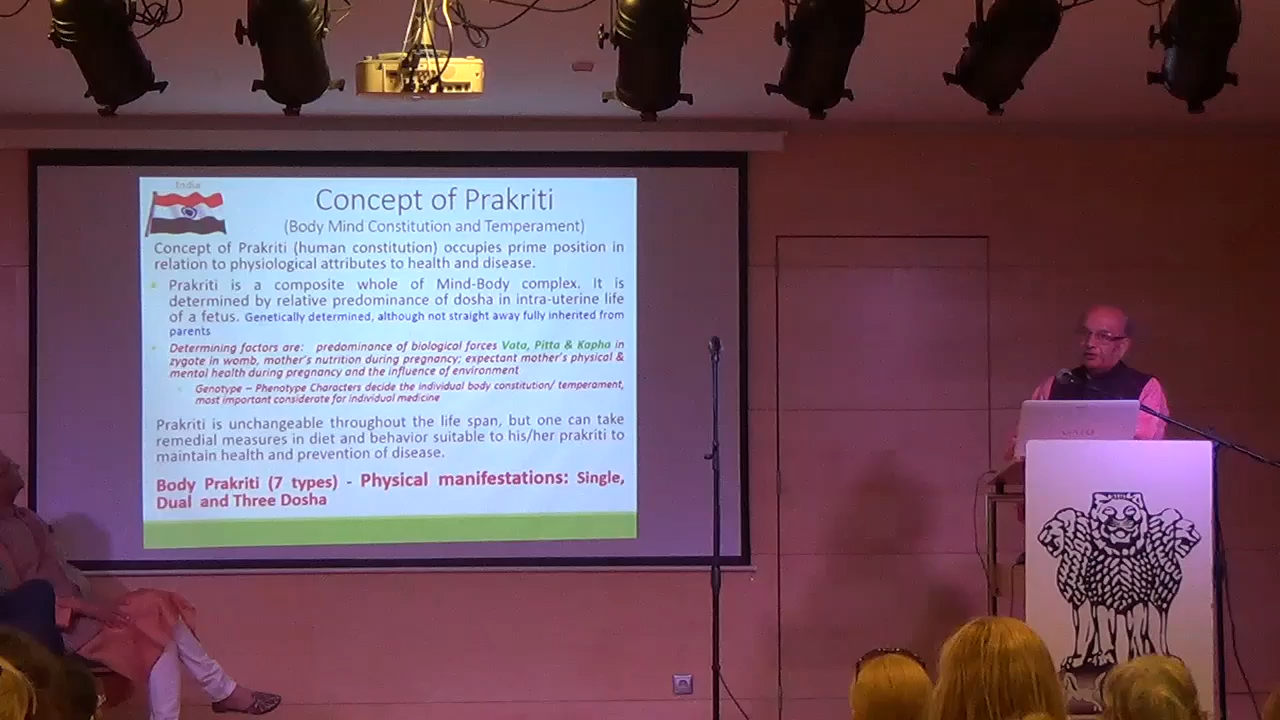 India
Concept of Prakriti
(Body Mind Constitution and Temperament)
Concept of Prakriti (human constitution) occupies prime position in
relation to physiological attributes to health and disease.
Prakriti is a composite whole of Mind-Body complex. It is
determined by relative predominance of dosha in intra-uterine life
of a fetus. Genetically determined, although not straight away fully inherited from
parents
Determining factors are: predominance of biological forces Vata, Pitta & Kapha in
zygote in womb, mother's nutrition during pregnancy; expectant mother's physical &
mental health during pregnancy and the influence of environment
Genotype – Phenotype Characters decide the individual body constitution/ temperament,
most important considerate for individual medicine
Prakriti is unchangeable throughout the life span, but one can take
remedial measures in diet and behavior suitable to his/her prakriti to
maintain health and prevention of disease.
Body Prakriti (7 types) - Physical manifestations: Single,
Dual and Three Dosha